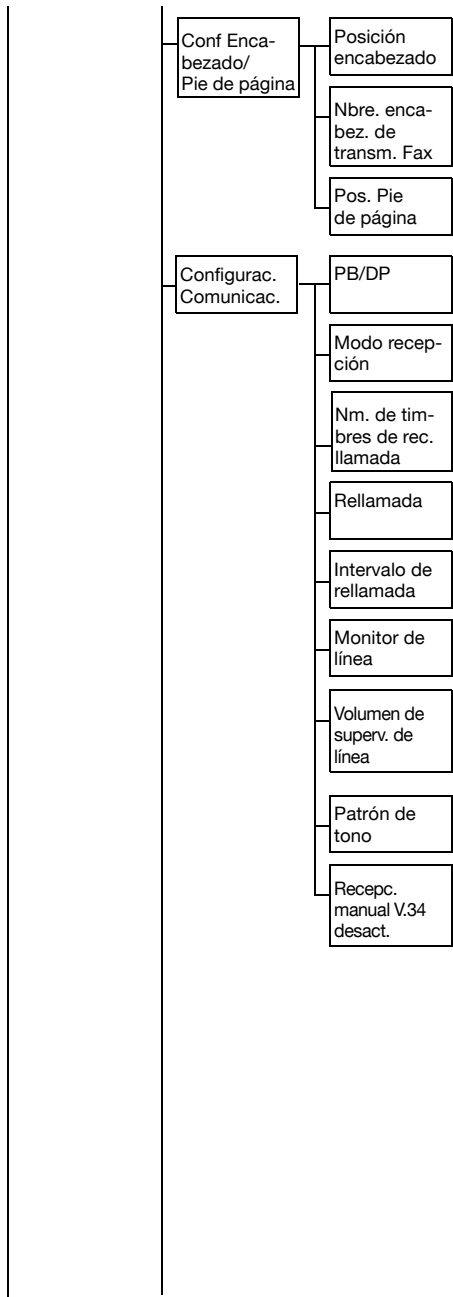 Conf Enca-
bezado/
Pie de página
Posición
encabezado
Nbre. enca-
bez. de
transm. Fax
Pos. Pie
de página
Configurac.
Comunicac.
PB/DP
Modo recep-
ción
Nm. de tim-
bres de rec.
llamada
Rellamada
Intervalo de
rellamada
Monitor de
línea
Volumen de
superv. de
línea
Patrón de
tono
Recepc.
manual V.34
desact.